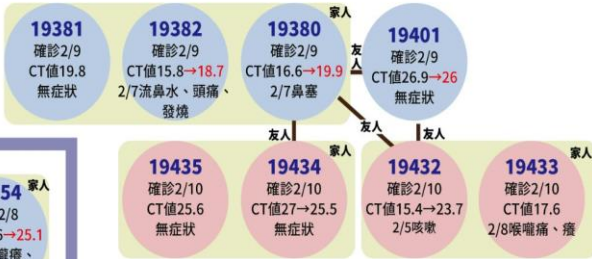 家人
19381
確診2/9
CT值19.8
無症狀
19382
確診2/9
CT值15.8→18.7
2/7流鼻水、頭痛、
發燒
19380
確診2/9
CT值16.6→19.9
2/7鼻塞
友人
19401
確診2/9
CT值26.9→26
無症狀
友人
友人
友人
家人
19435
確診2/10
CT值25.6
無症狀
19434
確診2/10
CT值27→25.5
無症狀
家人
19432
確診2/10
CT值15.4→23.7
2/5咳嗽
19433
確診2/10
CT值17.6
2/8喉嚨痛、癢
家人
54
2/8
→25.1